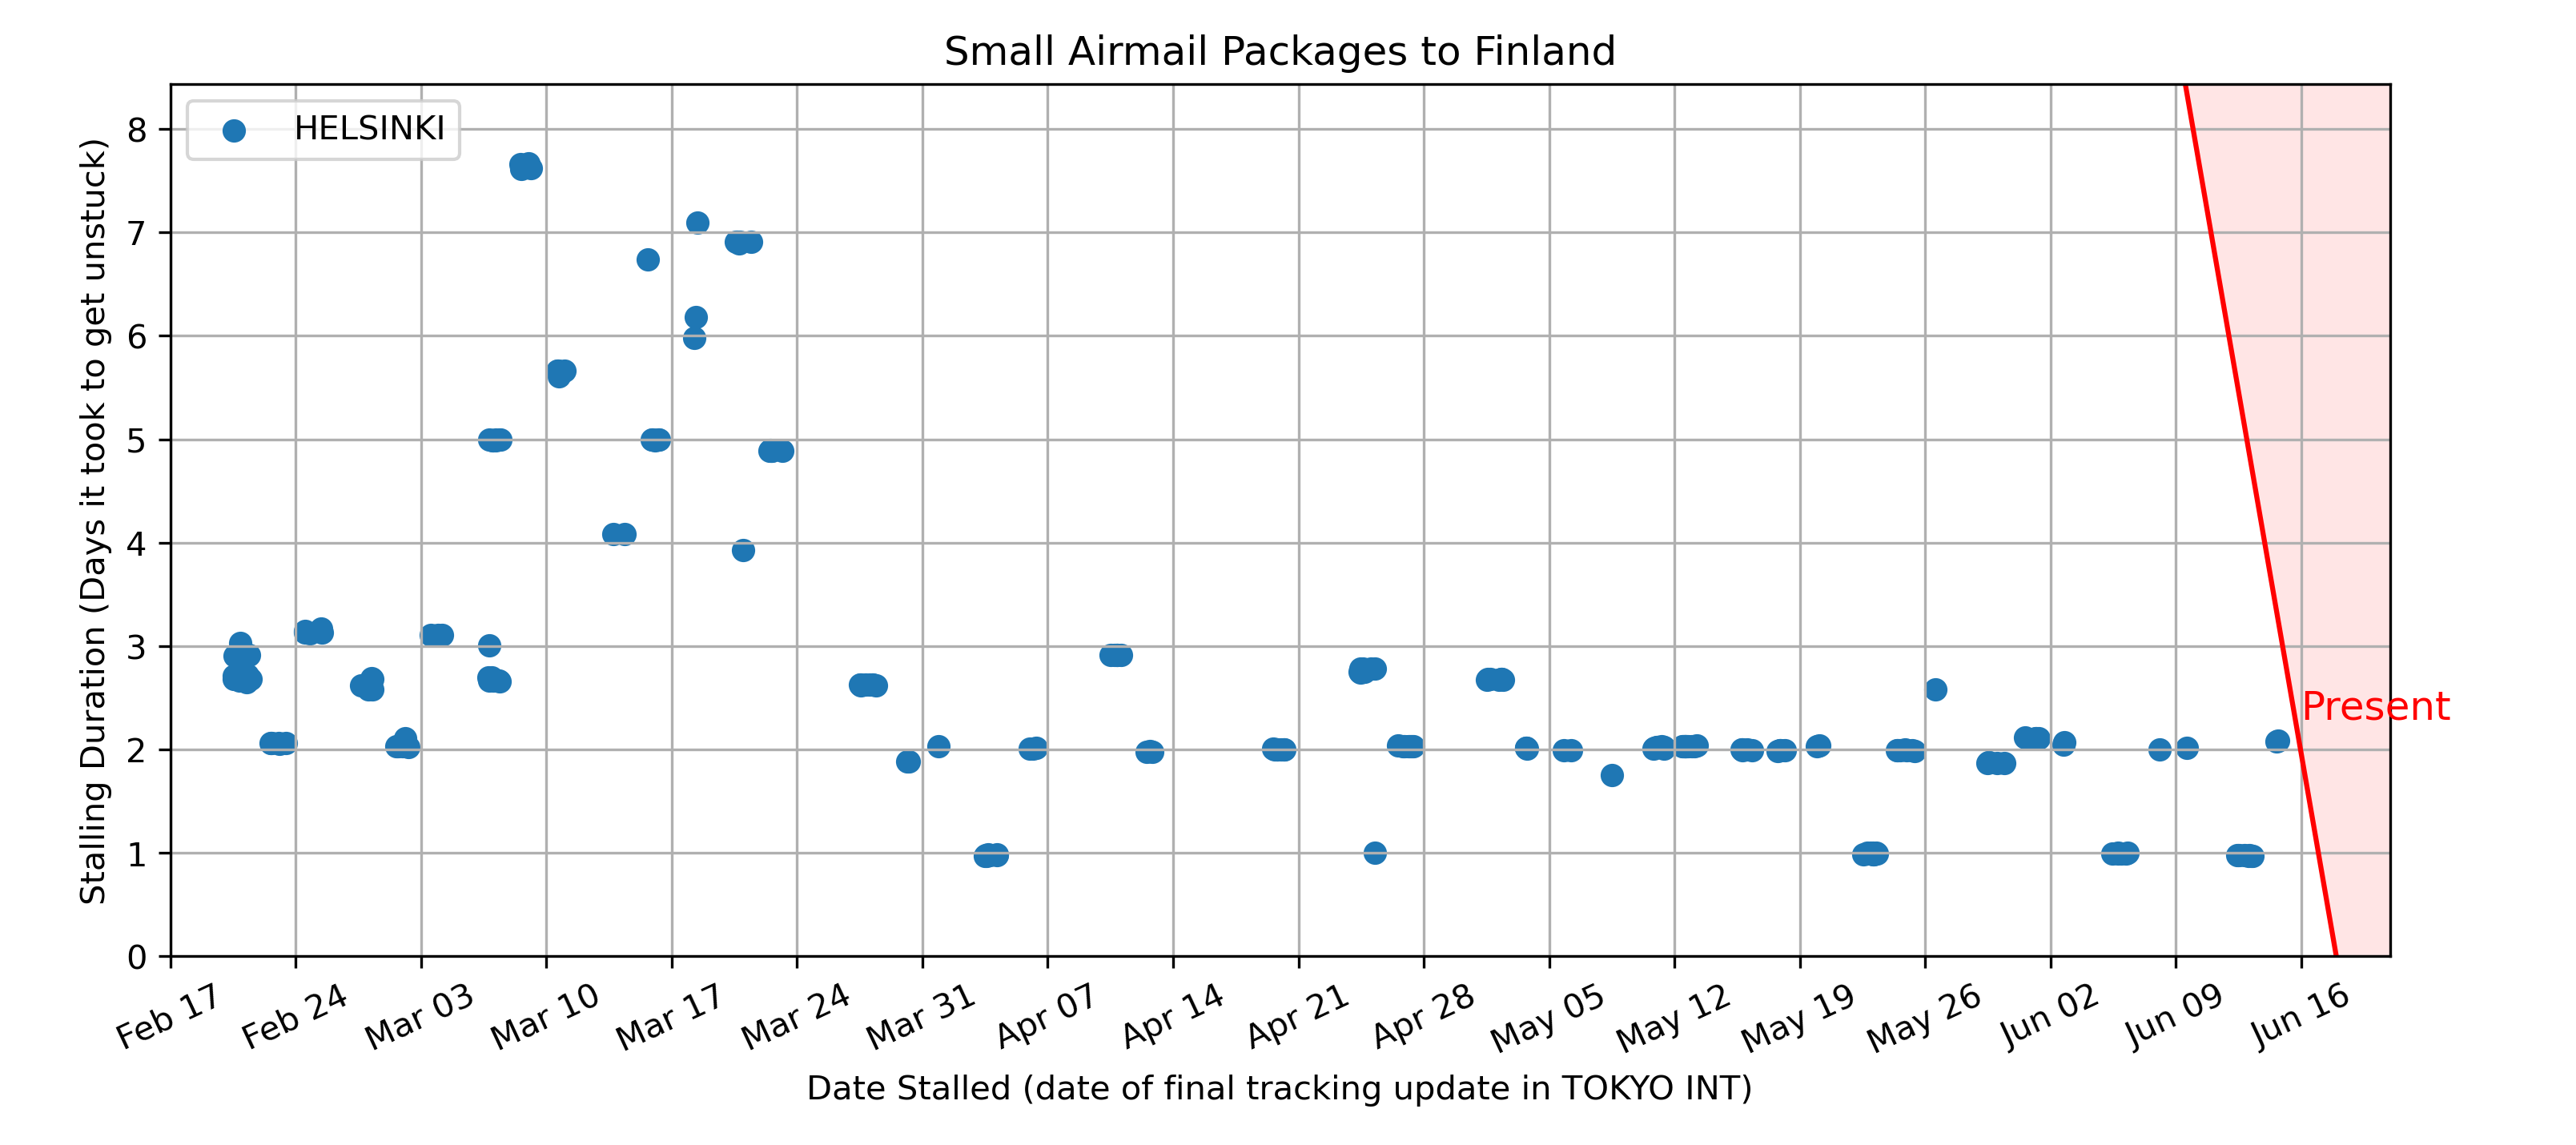 Small Airmail Packages to Finland
HELSINKI
Stalling Duration (Days it took to get unstuck)
8
7
6
5
4
3
2
1
0
Present
Feb 17
Feb 24
Mar 03
Mar 10
Mar 17
Mar 24
Mar 31
Apr 07
Apr 14
Apr 21
Apr 28
May 05
May 12
May 19
May 26
Jun 02
Jun 09
Jun 16
Date Stalled (date of final tracking update in TOKYO INT)